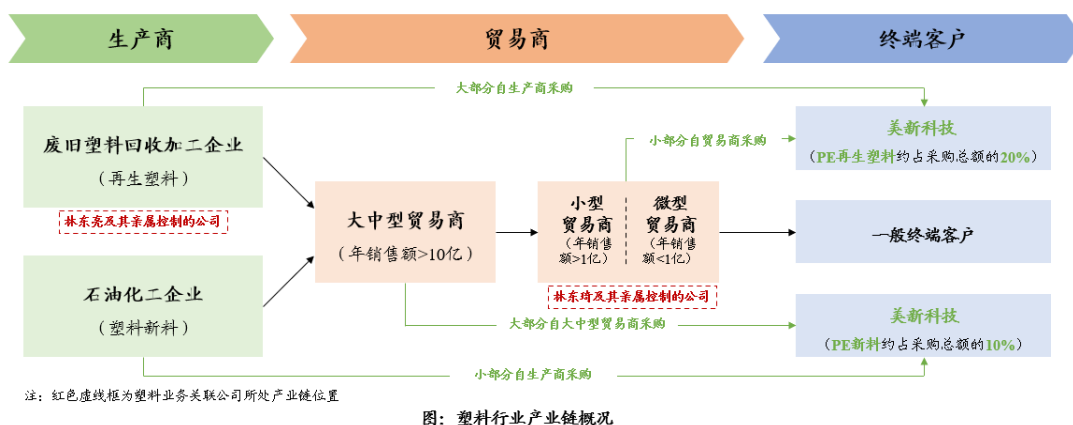 生产商
贸易商
终端客户
大部分自生产商采购
废旧塑料回收加工企业
（再生塑料）
林东亮及其亲属控制的公司
小部分自贸易商采购
美新科技
（PE再生塑料约占采购总额的20%）
大中型贸易商
（年销售额>10亿）
小型
贸易商
（年销售
额>1亿）
微型
贸易商
（年销售
额<1亿）
林东琦及其亲属控制的公司
一般终端客户
石油化工企业
（塑料新料）
大部分自大中型贸易商采购
美新科技
（PE新料约占采购总额的10%）
小部分自生产商采购
注：红色虚线框为塑料业务关联公司所处产业链位置
图：塑料行业产业链概况